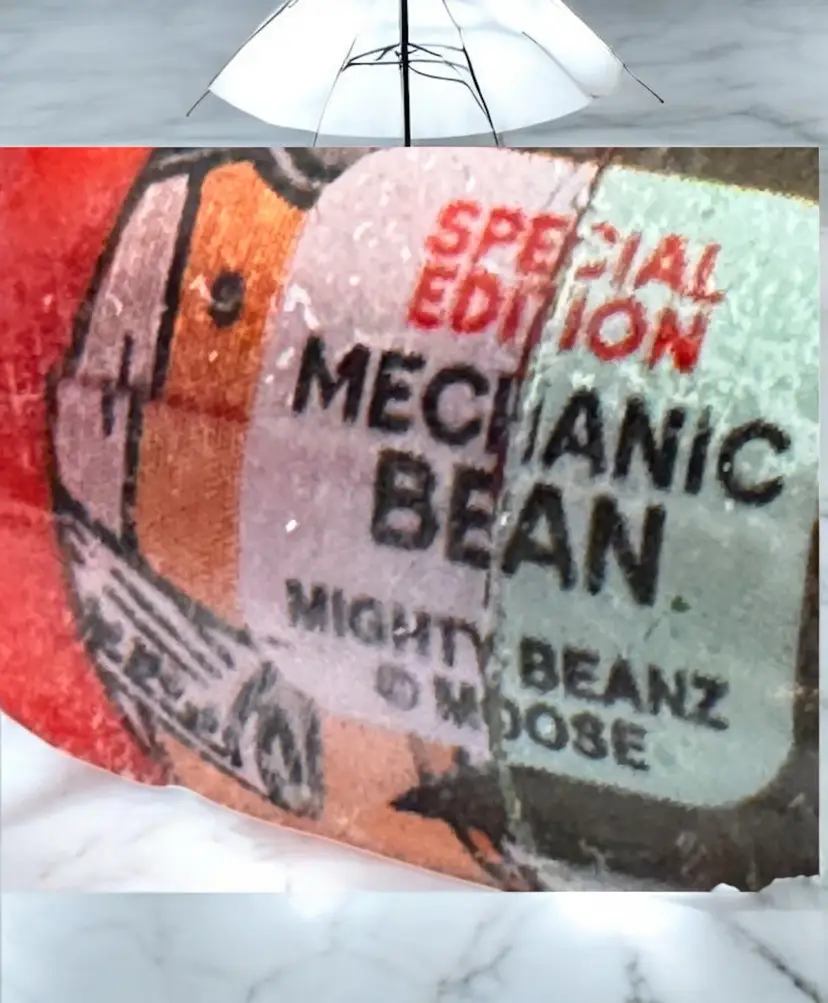 SPECIAL
EDITION
MECHANIC
BEAN
MIGHTY BEANZ
© MOOSE